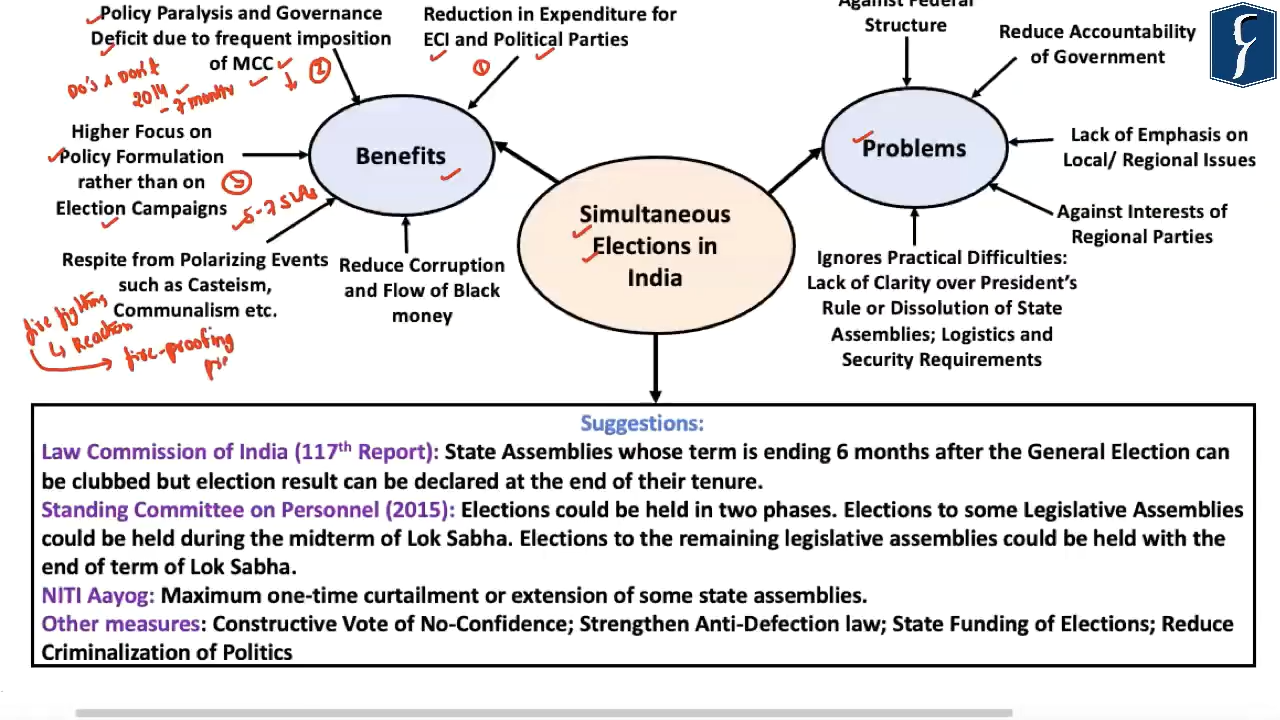 Policy Paralysis and Governance
Deficit due to frequent imposition
of MCC
Do's & Don't
2014
- 7 months
2
Reduction in Expenditure for
ECI and Political Parties
1
Higher Focus on
Policy Formulation
rather than on
Election Campaigns
3
5-7 SLAs
Benefits
Respite from Polarizing Events
such as Casteism,
Communalism etc.
fire fighting
↳ Reaction
fire-proofing
Reduce Corruption
and Flow of Black
money
Simultaneous
Elections in
India
Against Federal
Structure
Reduce Accountability
of Government
Problems
Lack of Emphasis on
Local/ Regional Issues
Against Interests of
Regional Parties
Ignores Practical Difficulties:
Lack of Clarity over President's
Rule or Dissolution of State
Assemblies; Logistics and
Security Requirements
Suggestions:
Law Commission of India (117th Report): State Assemblies whose term is ending 6 months after the General Election can
be clubbed but election result can be declared at the end of their tenure.
Standing Committee on Personnel (2015): Elections could be held in two phases. Elections to some Legislative Assemblies
could be held during the midterm of Lok Sabha. Elections to the remaining legislative assemblies could be held with the
end of term of Lok Sabha.
NITI Aayog: Maximum one-time curtailment or extension of some state assemblies.
Other measures: Constructive Vote of No-Confidence; Strengthen Anti-Defection law; State Funding of Elections; Reduce
Criminalization of Politics